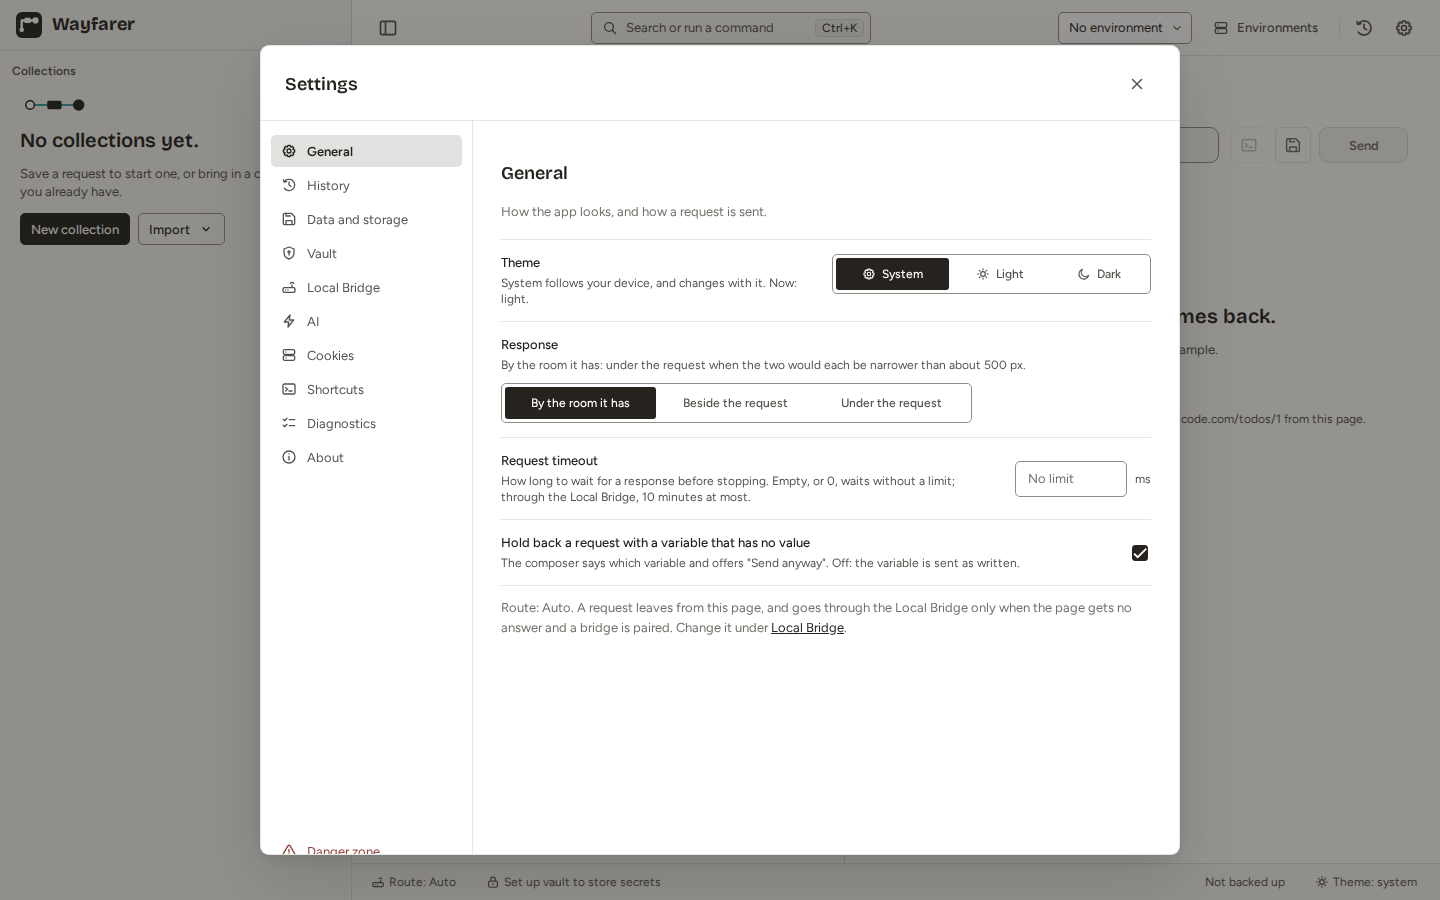 Wayfarer
Search or run a command
Ctrl+K
No environment
Environments
Collections
No collections yet.
Save a request to start one, or bring in a c
you already have.
New collection
Import
Send
mes back.
ample.
code.com/todos/1 from this page.
Settings
General
History
Data and storage
Vault
Local Bridge
AI
Cookies
Shortcuts
Diagnostics
About
Danger zone
General
How the app looks, and how a request is sent.
Theme
System follows your device, and changes with it. Now:
light.
System
Light
Dark
Response
By the room it has: under the request when the two would each be narrower than about 500 px.
By the room it has
Beside the request
Under the request
Request timeout
How long to wait for a response before stopping. Empty, or 0, waits without a limit;
through the Local Bridge, 10 minutes at most.
No limit
ms
Hold back a request with a variable that has no value
The composer says which variable and offers "Send anyway". Off: the variable is sent as written.
Route: Auto. A request leaves from this page, and goes through the Local Bridge only when the page gets no
answer and a bridge is paired. Change it under Local Bridge.
Route: Auto
Set up vault to store secrets
Not backed up
Theme: system